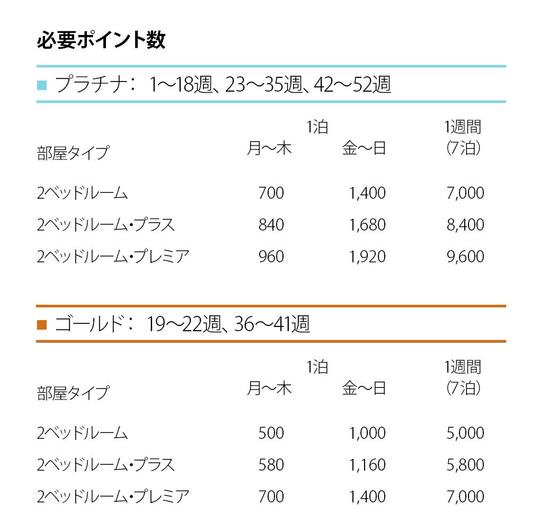 必要ポイント数
■ プラチナ： 1〜18週、23〜35週、42〜52週
1泊 1週間
部屋タイプ 月〜木 金〜日 （7泊）
2ベッドルーム 700 1,400 7,000
2ベッドルーム・プラス 840 1,680 8,400
2ベッドルーム・プレミア 960 1,920 9,600
■ ゴールド： 19〜22週、36〜41週
1泊 1週間
部屋タイプ 月〜木 金〜日 （7泊）
2ベッドルーム 500 1,000 5,000
2ベッドルーム・プラス 580 1,160 5,800
2ベッドルーム・プレミア 700 1,400 7,000